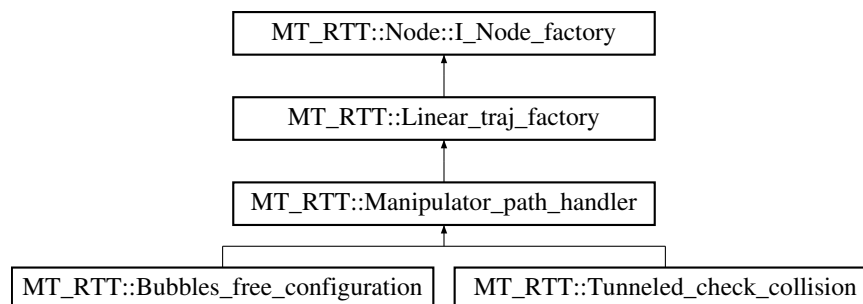 MT_RTT::Node::I_Node_factory
MT_RTT::Linear_traj_factory
MT_RTT::Manipulator_path_handler
MT_RTT::Bubbles_free_configuration
MT_RTT::Tunneled_check_collision